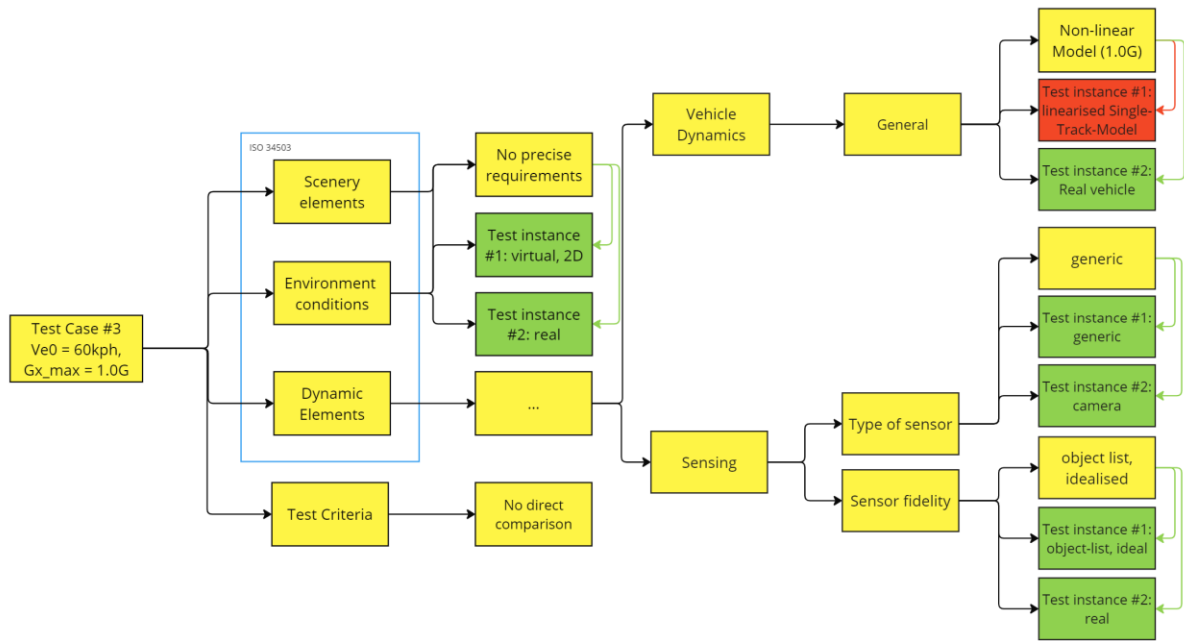 Test Case #3
Ve0 = 60kph,
Gx_max = 1.0G
ISO 34503
Scenery
elements
Environment
conditions
Dynamic
Elements
Test Criteria
No precise
requirements
Test instance
#1: virtual, 2D
Test instance
#2: real
...
No direct
comparison
Vehicle
Dynamics
Sensing
General
Type of sensor
Sensor fidelity
Non-linear
Model (1.0G)
Test instance #1:
linearised Single-
Track-Model
Test instance #2:
Real vehicle
generic
Test instance #1:
generic
Test instance #2:
camera
object list,
idealised
Test instance #1:
object-list, ideal
Test instance #2:
real